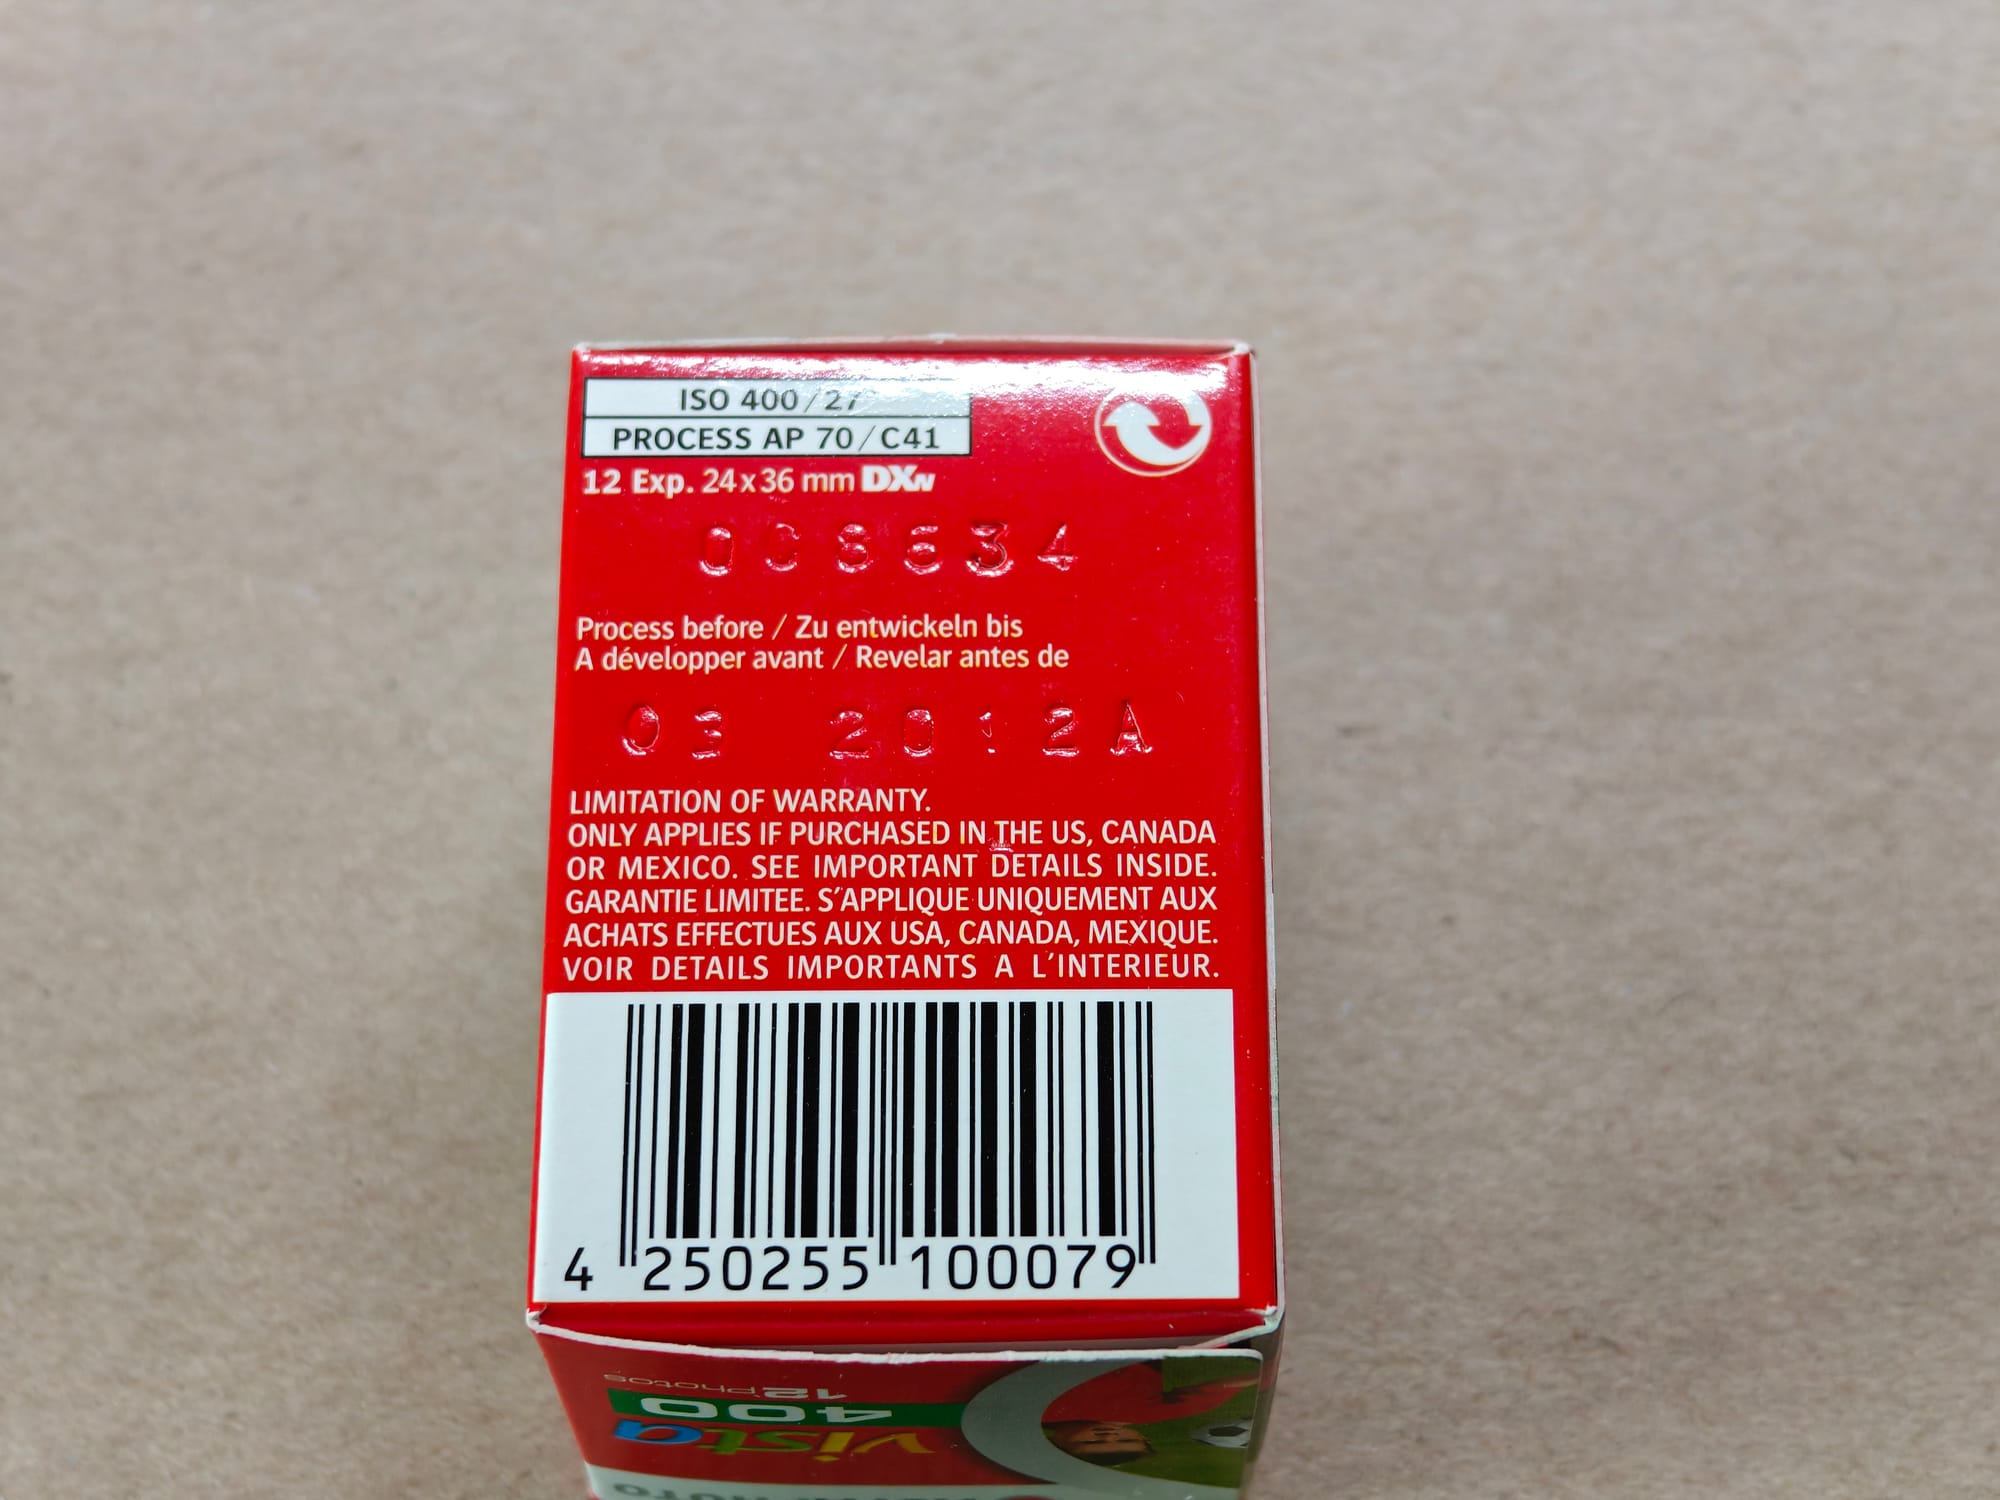 ISO 400/27°
PROCESS AP 70/C41
12 Exp. 24x36 mm DXN
008634
Process before / Zu entwickeln bis
A développer avant / Revelar antes de
03 2012A
LIMITATION OF WARRANTY.
ONLY APPLIES IF PURCHASED IN THE US, CANADA
OR MEXICO. SEE IMPORTANT DETAILS INSIDE.
GARANTIE LIMITEE. S'APPLIQUE UNIQUEMENT AUX
ACHATS EFFECTUES AUX USA, CANADA, MEXIQUE.
VOIR DETAILS IMPORTANTS A L'INTERIEUR.
4 250255 100079
12 PHOTOS
400
vista